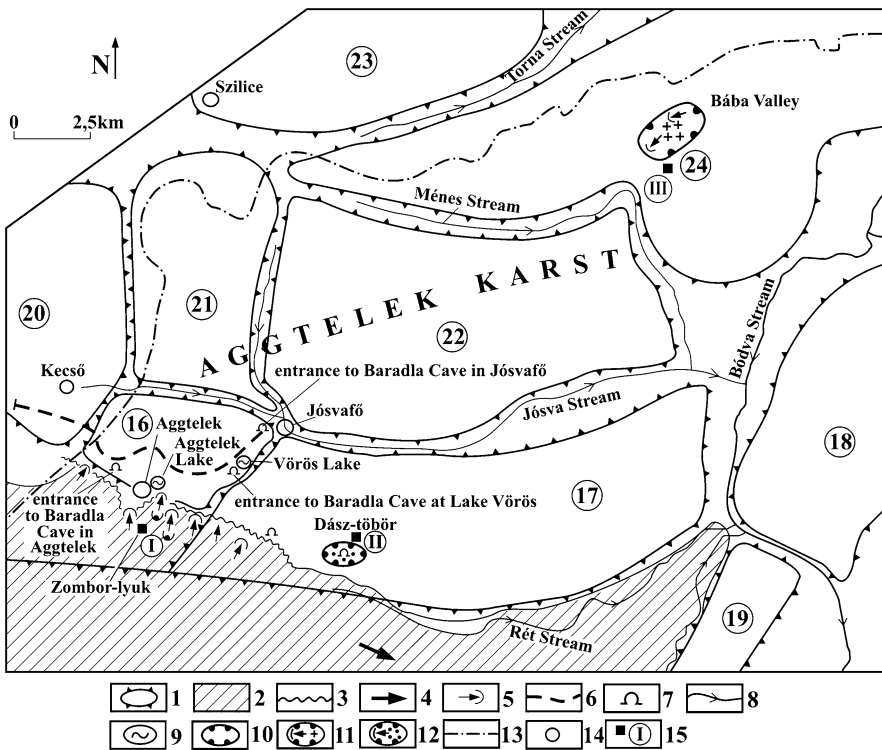 23
Torna Stream
N
Szilice
0 2,5km
Bába Valley
24
III
Ménes Stream
AGGTELEK KARST
20
21
22
Bódva Stream
entrance to Baradla Cave in Jósvafő
Kecső
16
Aggtelek
Jósvafő
Jósva Stream
Aggtelek
Lake
Vörös Lake
18
entrance
to Baradla
Cave in
Aggtelek
entrance to Baradla Cave at Lake Vörös
17
Dász-töbör
I
II
Zombor-lyuk
19
Rét Stream
1 2 3 4 5 6 7 8
9 10 11 12 13 14 I 15